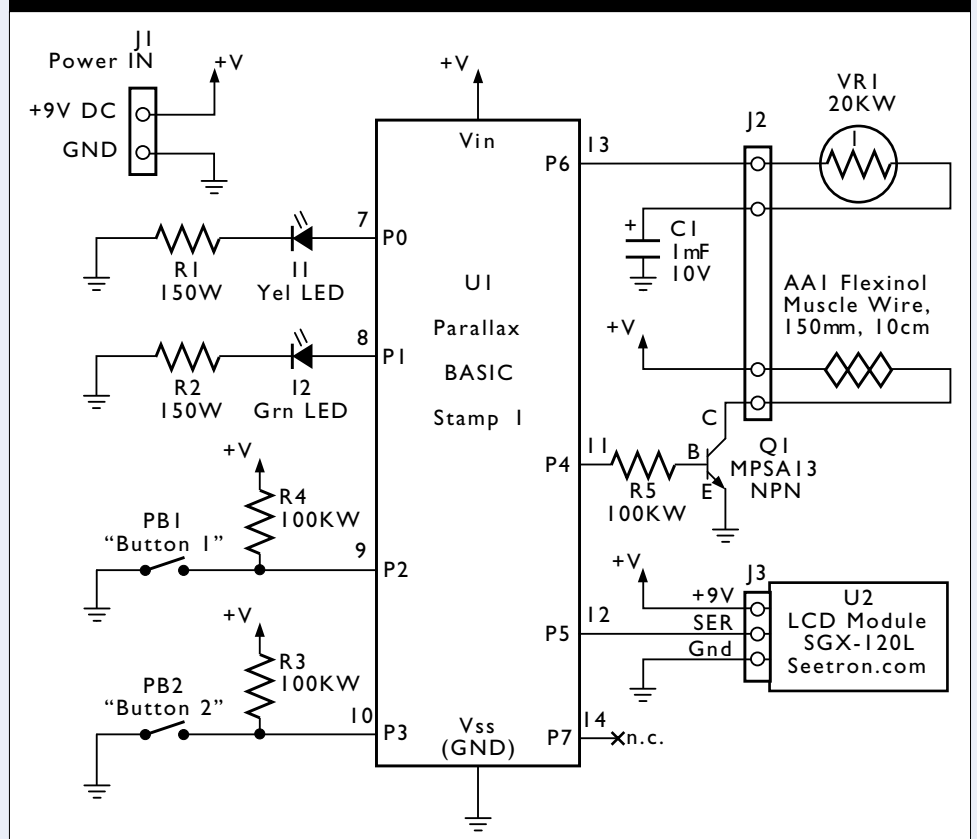 J1
Power IN
+V
+9V DC
GND
+V
Vin
P6
13
J2
VR1
20KW
7
P0
R1
150W
I1
Yel LED
+
C1
1mF
10V
U1
Parallax
BASIC
Stamp 1
AA1 Flexinol
Muscle Wire,
150mm, 10cm
+V
8
P1
R2
150W
I2
Grn LED
C
B
E
Q1
MPSA13
NPN
P4
11
R5
100KW
+V
R4
100KW
PB1
“Button 1”
9
P2
+V
J3
+9V
SER
Gnd
P5
12
U2
LCD Module
SGX-120L
Seetron.com
+V
R3
100KW
PB2
“Button 2”
10
P3
Vss
(GND)
P7
14
n.c.